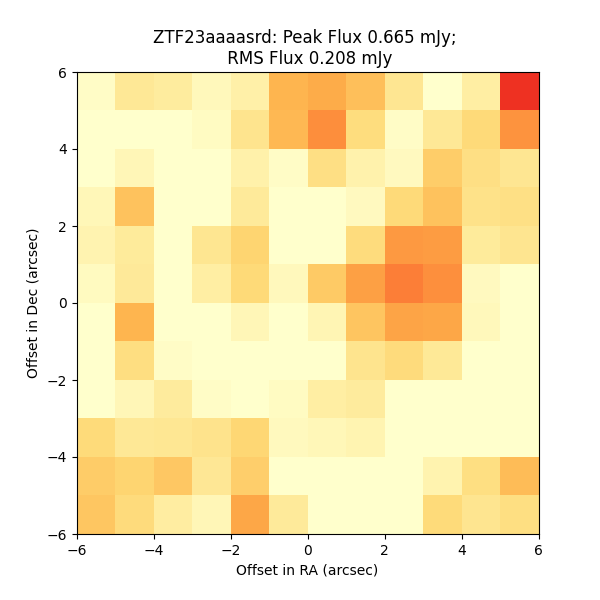 ZTF23aaaasrd: Peak Flux 0.665 mJy;
RMS Flux 0.208 mJy
6
4
2
0
−2
−4
−6
Offset in Dec (arcsec)
−6 −4 −2 0 2 4 6
Offset in RA (arcsec)